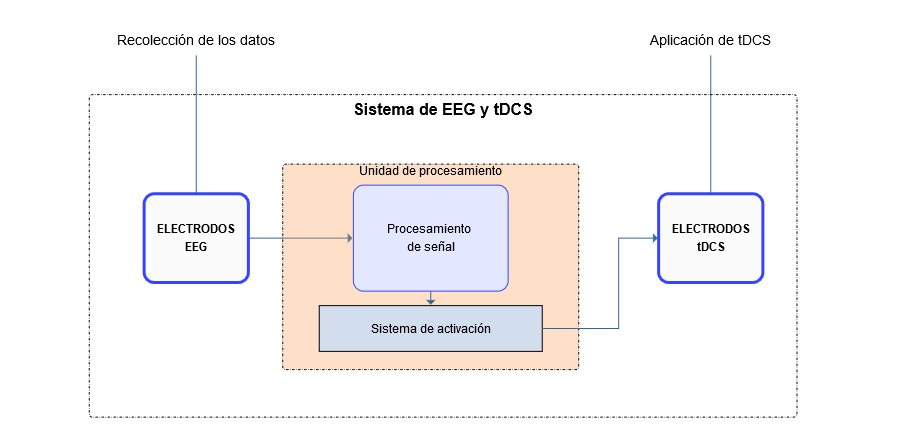 Recolección de los datos
Aplicación de tDCS
Sistema de EEG y tDCS
Unidad de procesamiento
ELECTRODOS
EEG
Procesamiento
de señal
ELECTRODOS
tDCS
Sistema de activación